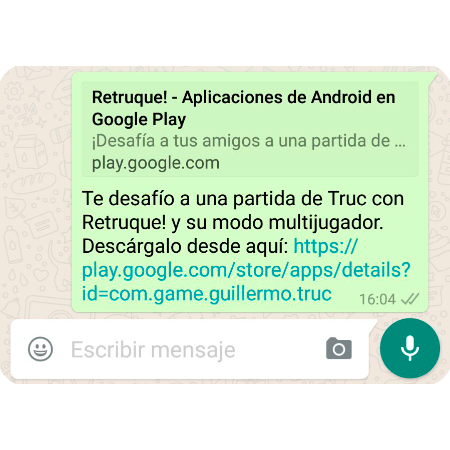 Retruque! - Aplicaciones de Android en
Google Play
¡Desafía a tus amigos a una partida de ...
play.google.com
Te desafío a una partida de Truc con
Retruque! y su modo multijugador.
Descárgalo desde aquí: https://
play.google.com/store/apps/details?
id=com.game.guillermo.truc 16:04
Escribir mensaje